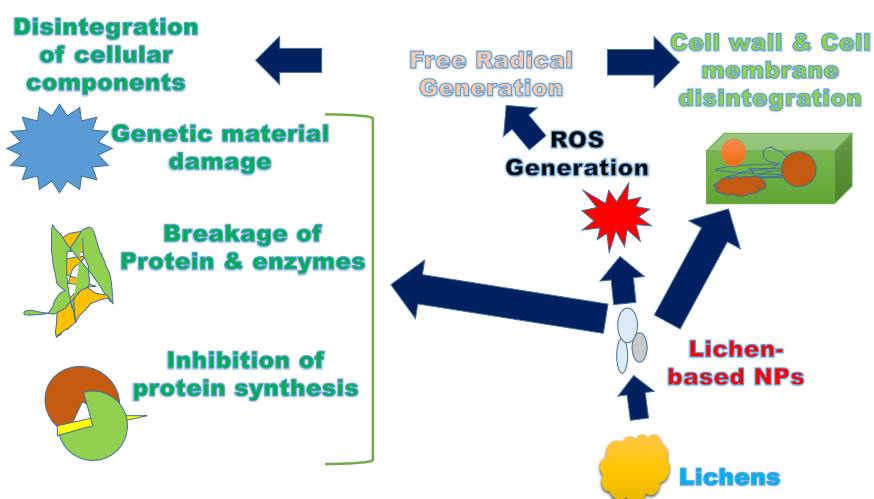 Disintegration
of cellular
components
Free Radical
Generation
Cell wall & Cell
membrane
disintegration
Genetic material
damage
ROS
Generation
Breakage of
Protein & enzymes
Lichen-
based NPs
Inhibition of
protein synthesis
Lichens